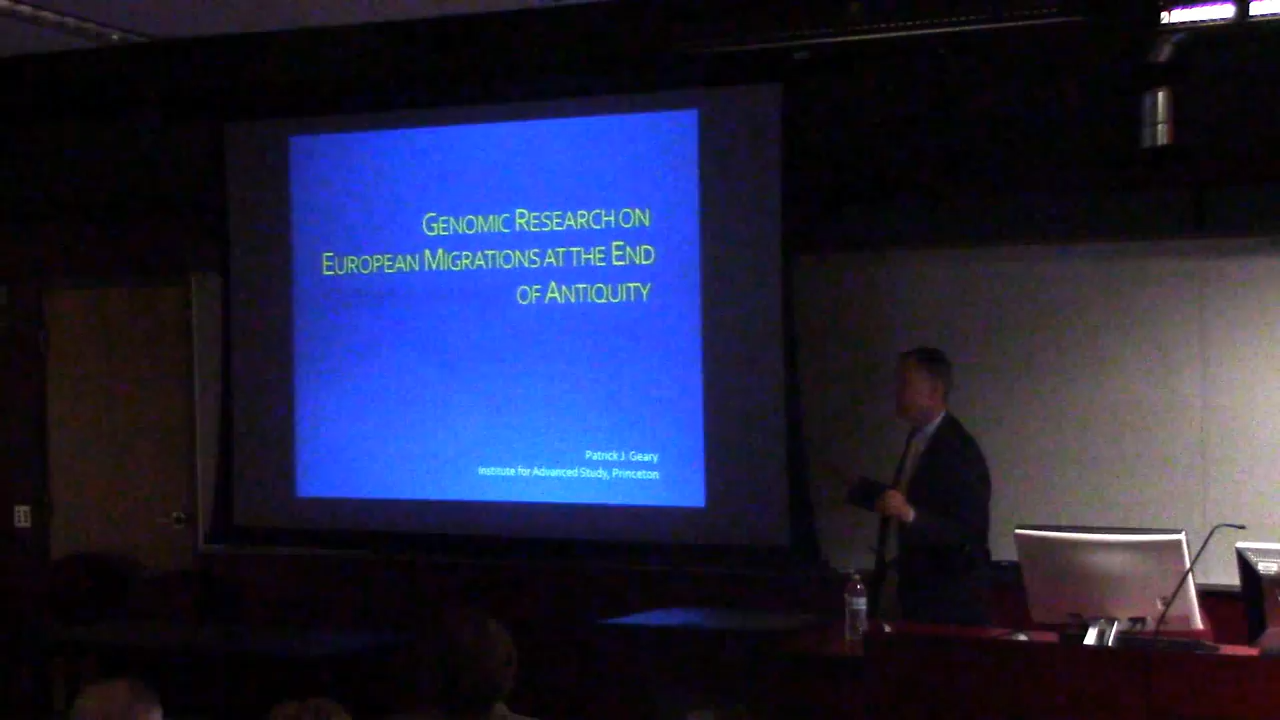 GENOMIC RESEARCH ON
EUROPEAN MIGRATIONS AT THE END
OF ANTIQUITY
Patrick J. Geary
Institute for Advanced Study, Princeton